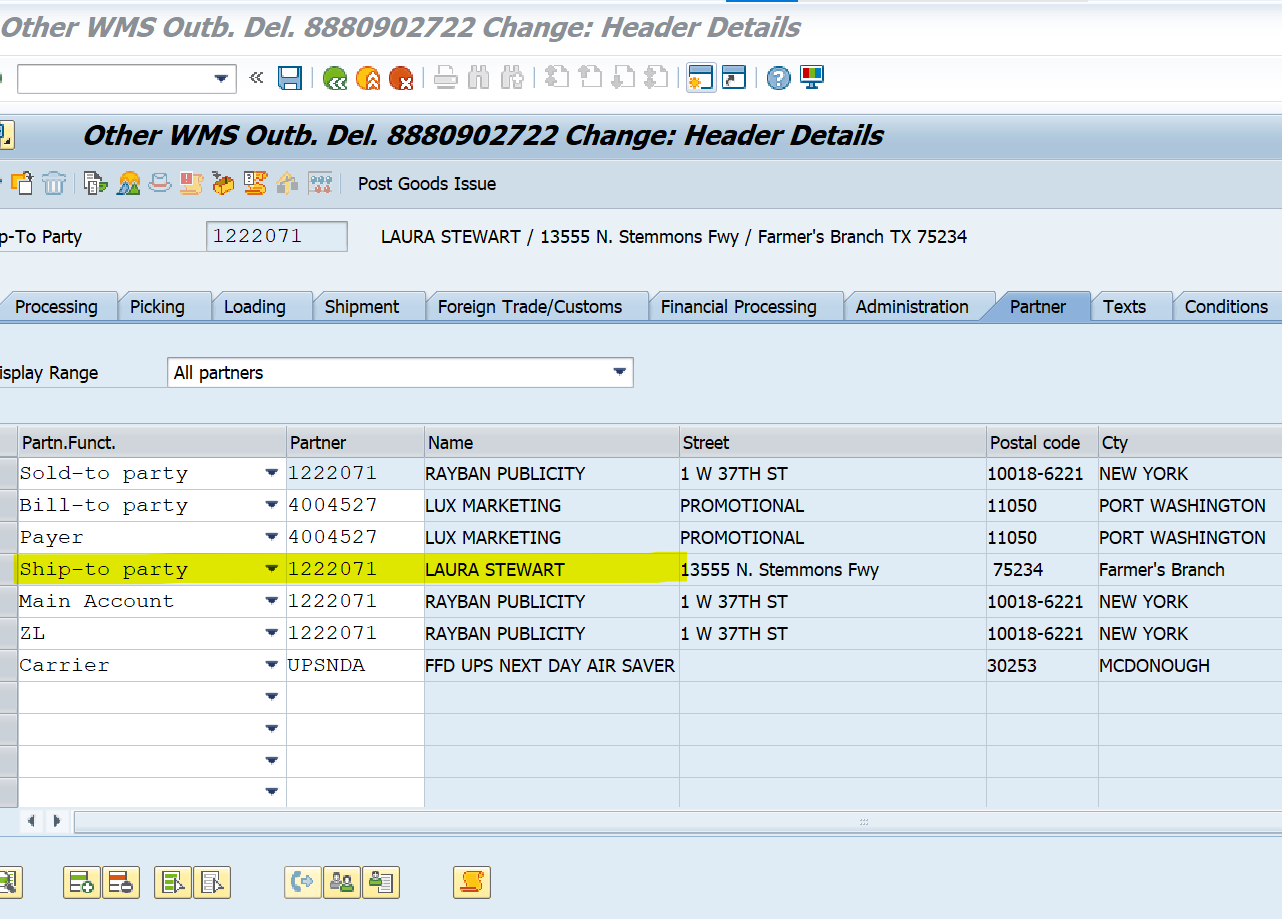 Other WMS Outb. Del. 8880902722 Change: Header Details
Other WMS Outb. Del. 8880902722 Change: Header Details
Post Goods Issue
p-To Party 1222071 LAURA STEWART / 13555 N. Stemmons Fwy / Farmer's Branch TX 75234
Processing Picking Loading Shipment Foreign Trade/Customs Financial Processing Administration Partner Texts Conditions
isplay Range All partners
Partn.Funct. Partner Name Street Postal code Cty
Sold-to party 1222071 RAYBAN PUBLICITY 1 W 37TH ST 10018-6221 NEW YORK
Bill-to party 4004527 LUX MARKETING PROMOTIONAL 11050 PORT WASHINGTON
Payer 4004527 LUX MARKETING PROMOTIONAL 11050 PORT WASHINGTON
Ship-to party 1222071 LAURA STEWART 13555 N. Stemmons Fwy 75234 Farmer's Branch
Main Account 1222071 RAYBAN PUBLICITY 1 W 37TH ST 10018-6221 NEW YORK
ZL 1222071 RAYBAN PUBLICITY 1 W 37TH ST 10018-6221 NEW YORK
Carrier UPSNDA FFD UPS NEXT DAY AIR SAVER 30253 MCDONOUGH